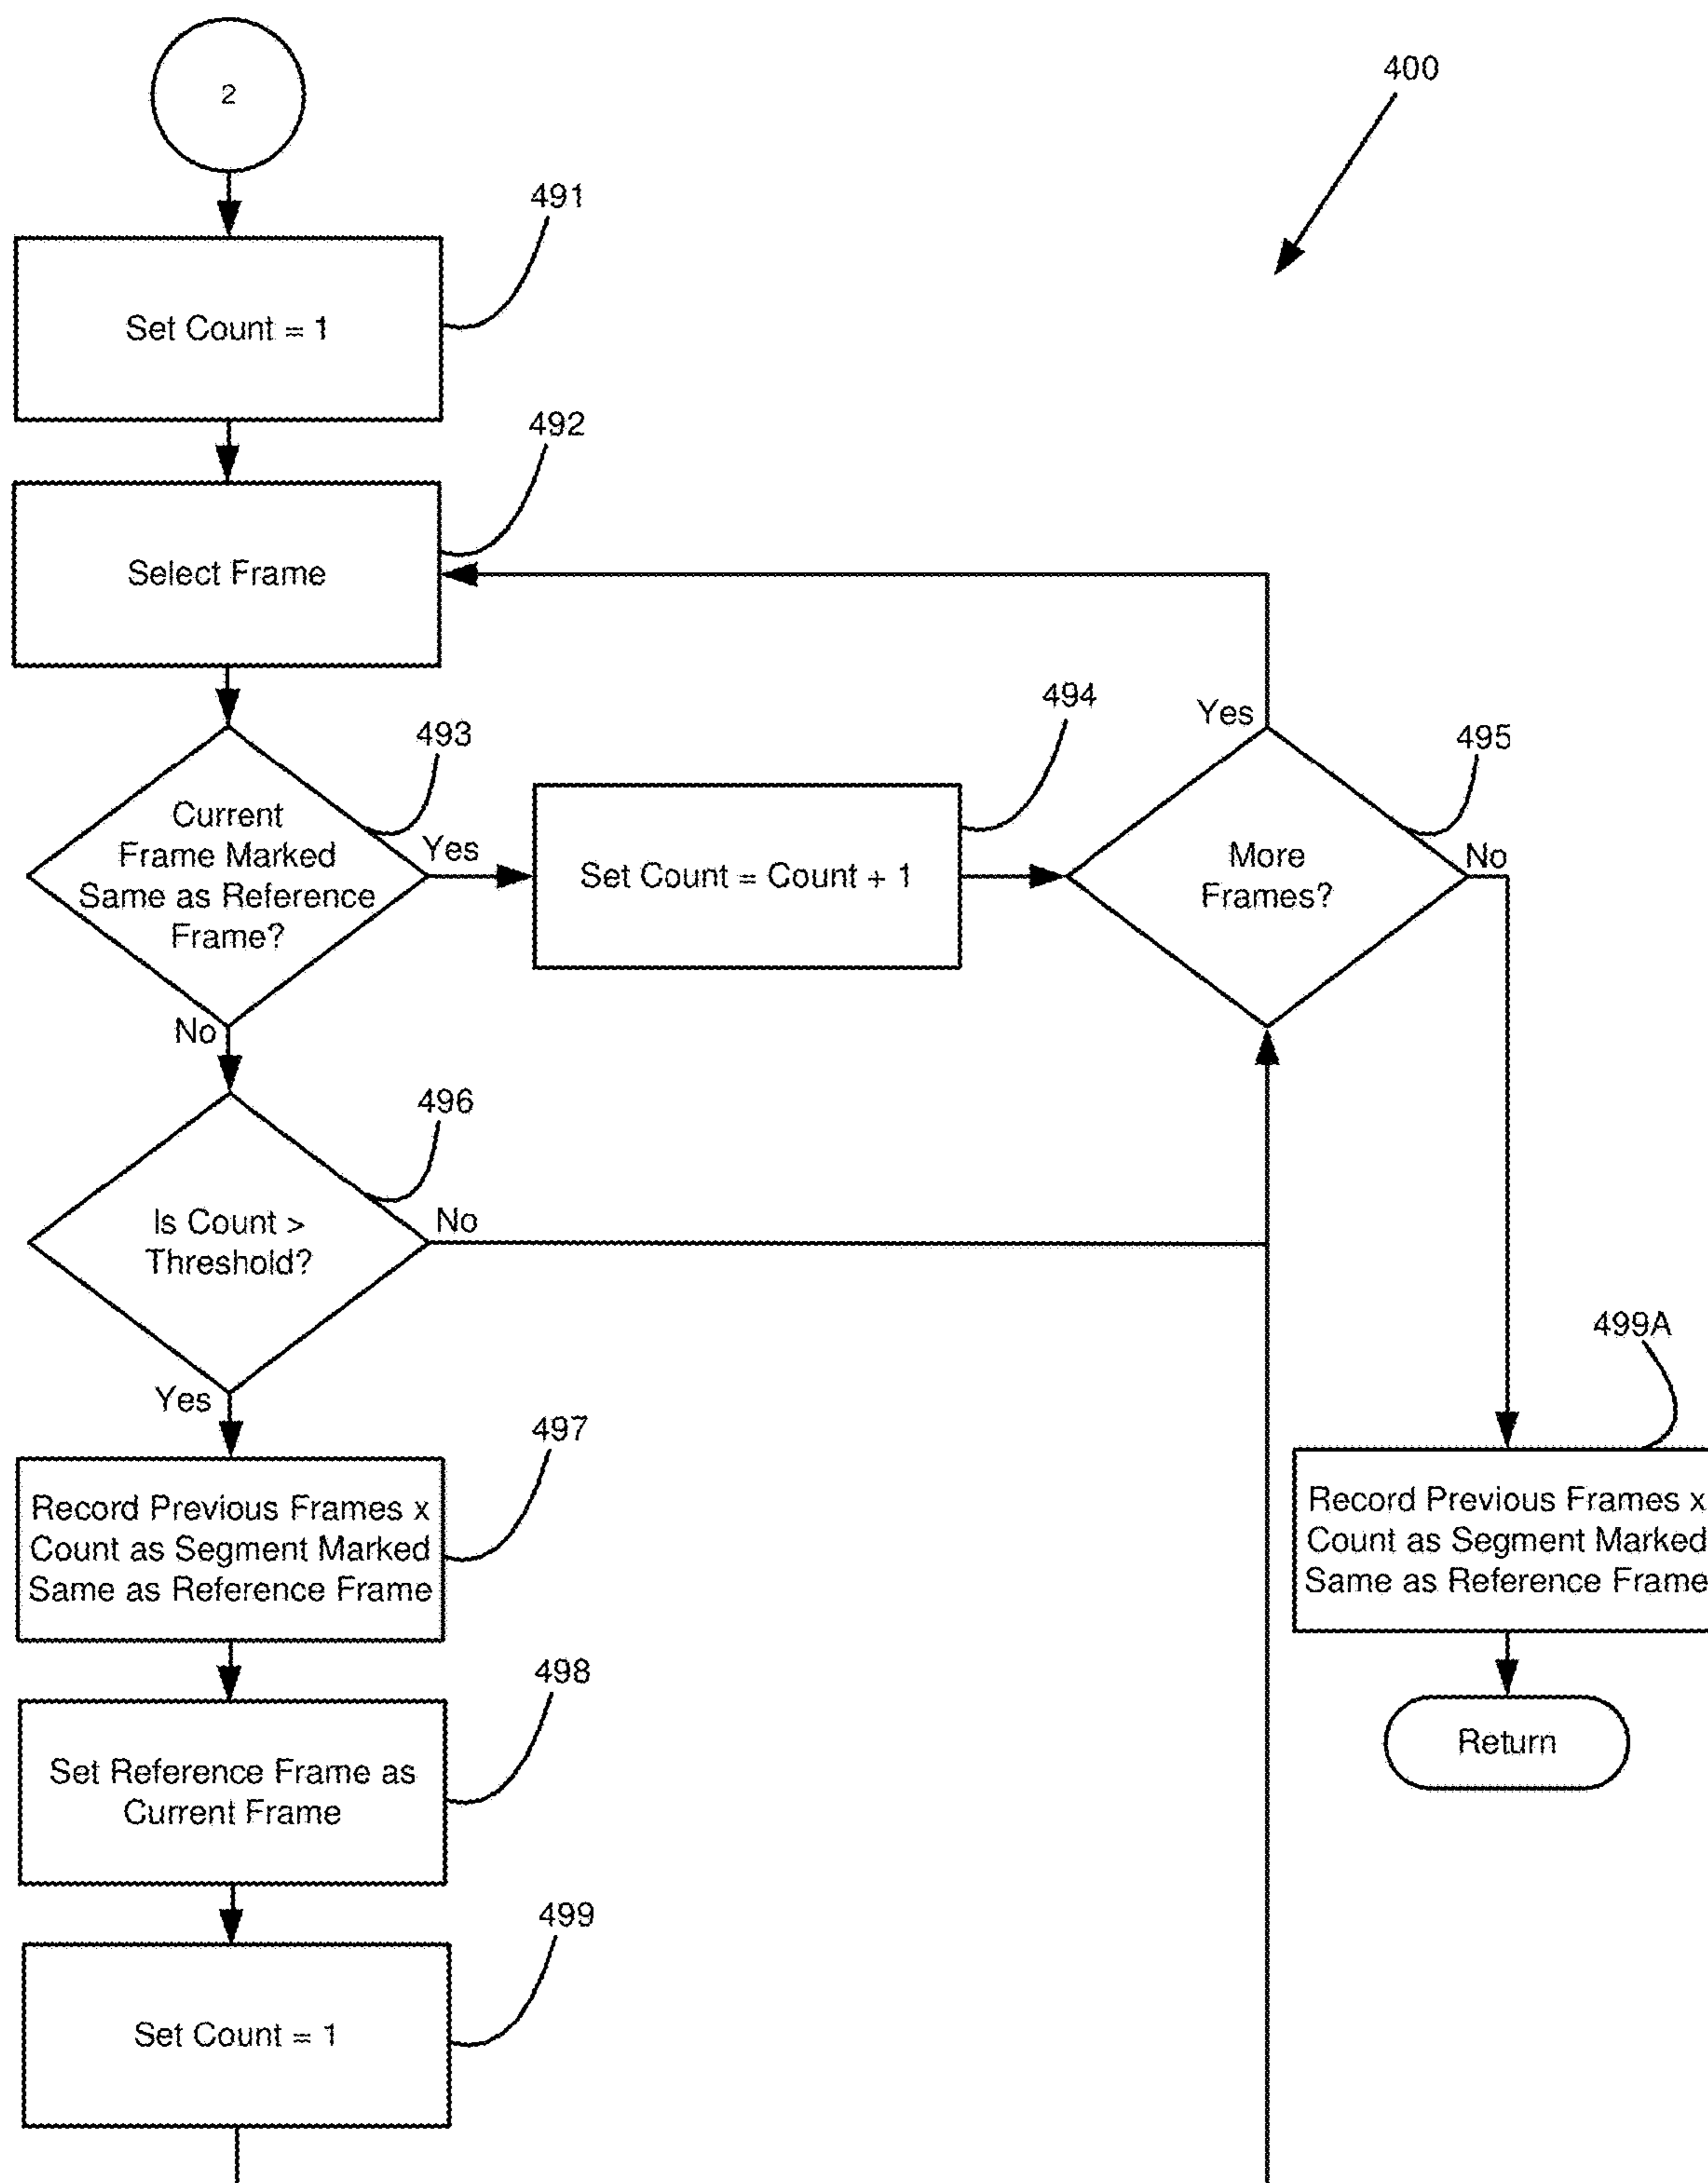 2
400
491
Set Count = 1
492
Select Frame
493
Current
Frame Marked
Same as Reference
Frame?
Yes
No
494
Set Count = Count + 1
495
More
Frames?
Yes
No
496
Is Count >
Threshold?
No
Yes
497
Record Previous Frames x
Count as Segment Marked
Same as Reference Frame
498
Set Reference Frame as
Current Frame
499
Set Count = 1
499A
Record Previous Frames x
Count as Segment Marked
Same as Reference Frame
Return